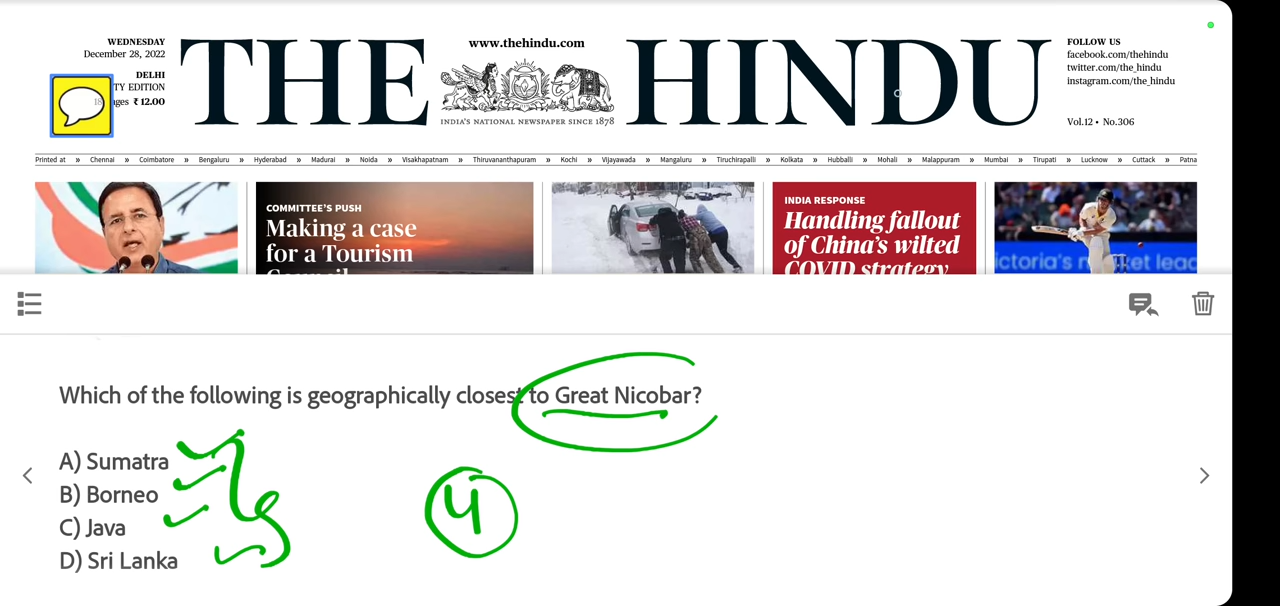 WEDNESDAY
December 28, 2022
DELHI
TY EDITION
ges ₹ 12.00
THE HINDU
www.thehindu.com
INDIA'S NATIONAL NEWSPAPER SINCE 1878
FOLLOW US
facebook.com/thehindu
twitter.com/the_hindu
instagram.com/the_hindu
Vol.12 • No.306
Printed at » Chennai » Coimbatore » Bengaluru » Hyderabad » Madurai » Noida » Visakhapatnam » Thiruvananthapuram » Kochi » Vijayawada » Mangaluru » Tiruchirapalli » Kolkata » Hubballi » Mohali » Malappuram » Mumbai » Tirupati » Lucknow » Cuttack » Patna
COMMITTEE'S PUSH
Making a case
for a Tourism
Council
INDIA RESPONSE
Handling fallout
of China's wilted
COVID strategy
Which of the following is geographically closest to Great Nicobar?
A) Sumatra
B) Borneo
C) Java
D) Sri Lanka
4